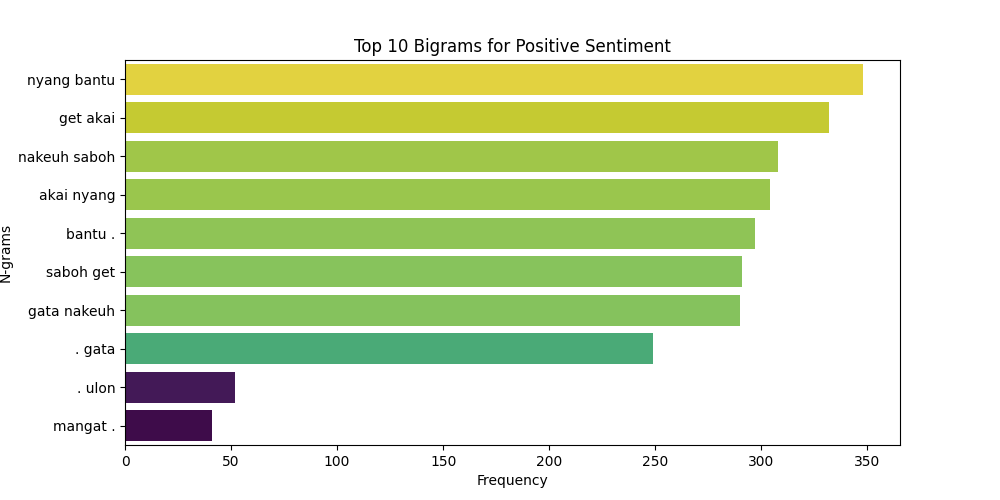 Top 10 Bigrams for Positive Sentiment
N-grams
nyang bantu
get akai
nakeuh saboh
akai nyang
bantu .
saboh get
gata nakeuh
. gata
. ulon
mangat .
0 50 100 150 200 250 300 350
Frequency